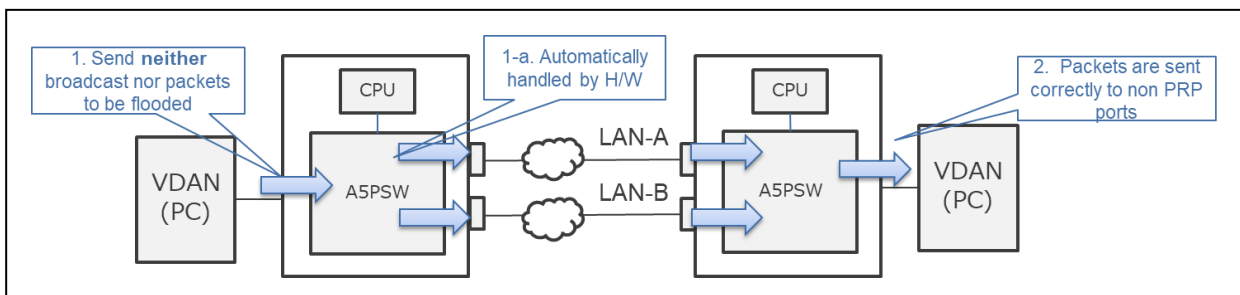 1. Send neither
broadcast nor packets
to be flooded
1-a. Automatically
handled by H/W
2. Packets are sent
correctly to non PRP
ports
CPU
CPU
LAN-A
LAN-B
VDAN
(PC)
A5PSW
A5PSW
VDAN
(PC)